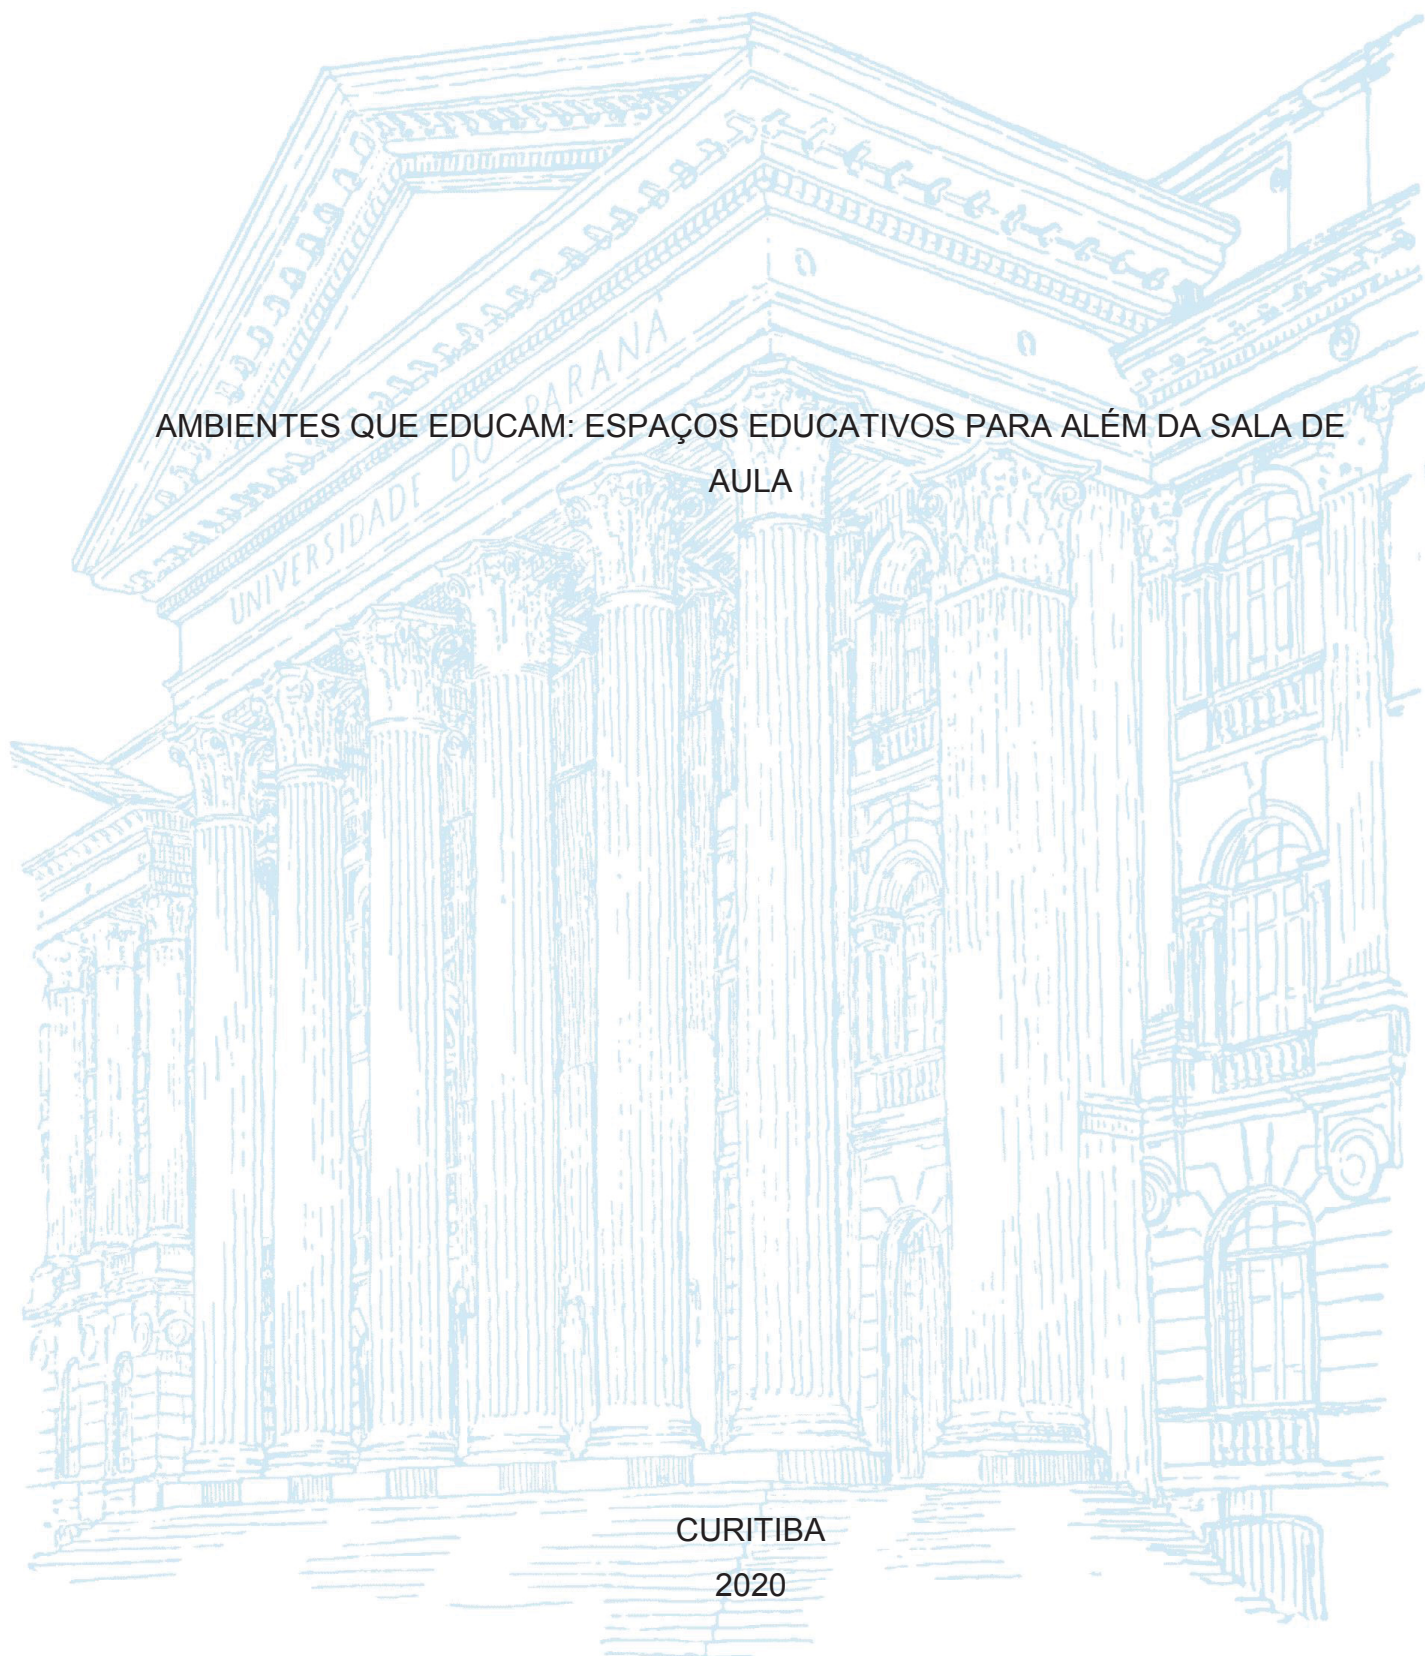 AMBIENTES QUE EDUCAM: ESPAÇOS EDUCATIVOS PARA ALÉM DA SALA DE
AULA
UNIVERSIDADE DO PARANÁ
CURITIBA
2020